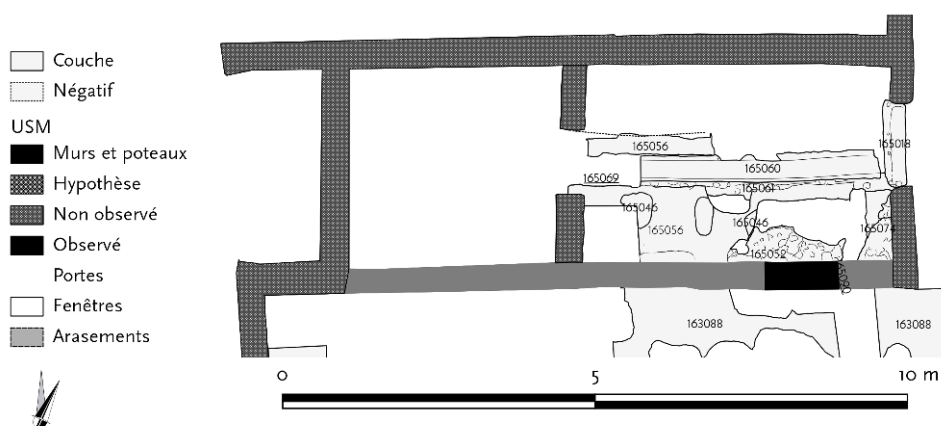 Couche
Négatif
USM
Murs et poteaux
Hypothèse
Non observé
Observé
Portes
Fenêtres
Arasements
165056
165018
165060
165069
165061
165046
165056
165046
165074
165052
163088
163088
0 5 10 m